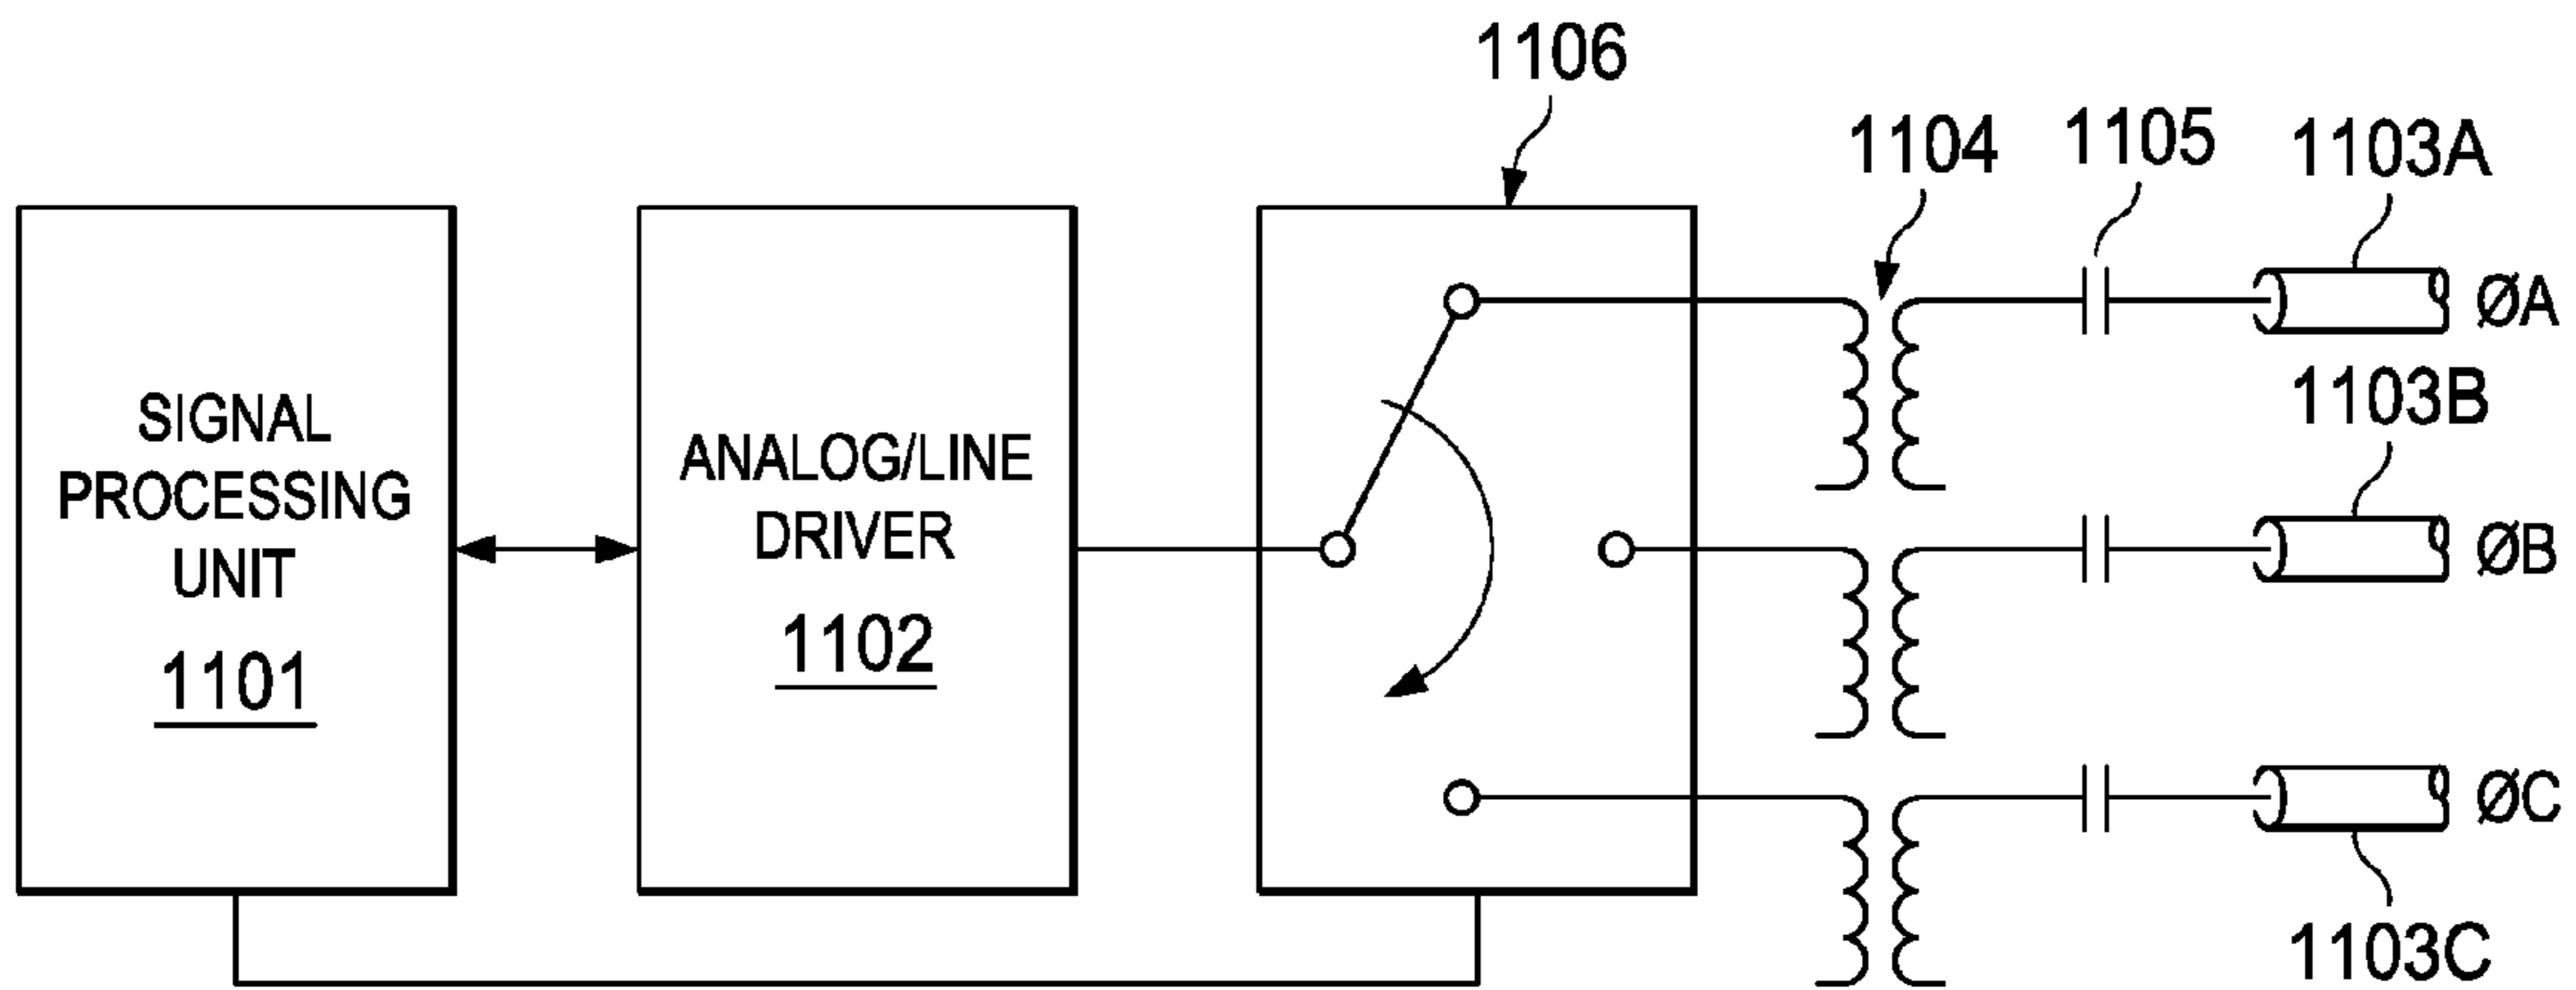 1106
1104
1105
1103A
ØA
SIGNAL
PROCESSING
UNIT
1101
ANALOG/LINE
DRIVER
1102
1103B
ØB
ØC
1103C